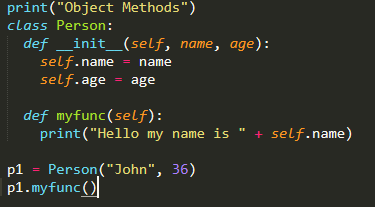 print("Object Methods")
class Person:
  def __init__(self, name, age):
    self.name = name
    self.age = age

  def myfunc(self):
    print("Hello my name is " + self.name)

p1 = Person("John", 36)
p1.myfunc()